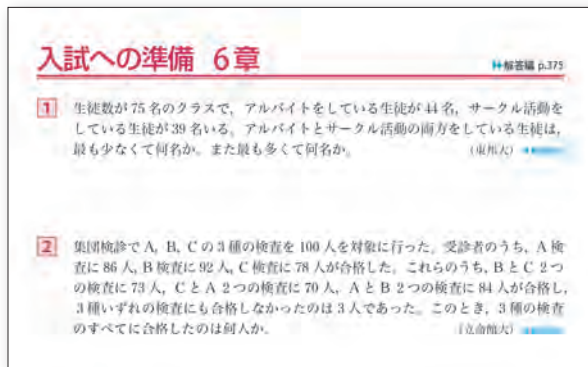 入試への準備 6章
解答編 p.375
1 生徒数が75名のクラスで，アルバイトをしている生徒が44名，サークル活動を
している生徒が39名いる。アルバイトとサークル活動の両方をしている生徒は，
最も少なくて何名か。また最も多くて何名か。 （東邦大）
2 集団検診でA，B，Cの3種の検査を100人を対象に行った。受診者のうち，A検
査に86人，B検査に92人，C検査に78人が合格した。これらのうち，BとC 2つ
の検査に73人，CとA 2つの検査に70人，AとB 2つの検査に84人が合格し，
3種いずれの検査にも合格しなかったのは3人であった。このとき，3種の検査
のすべてに合格したのは何人か。 （立命館大）